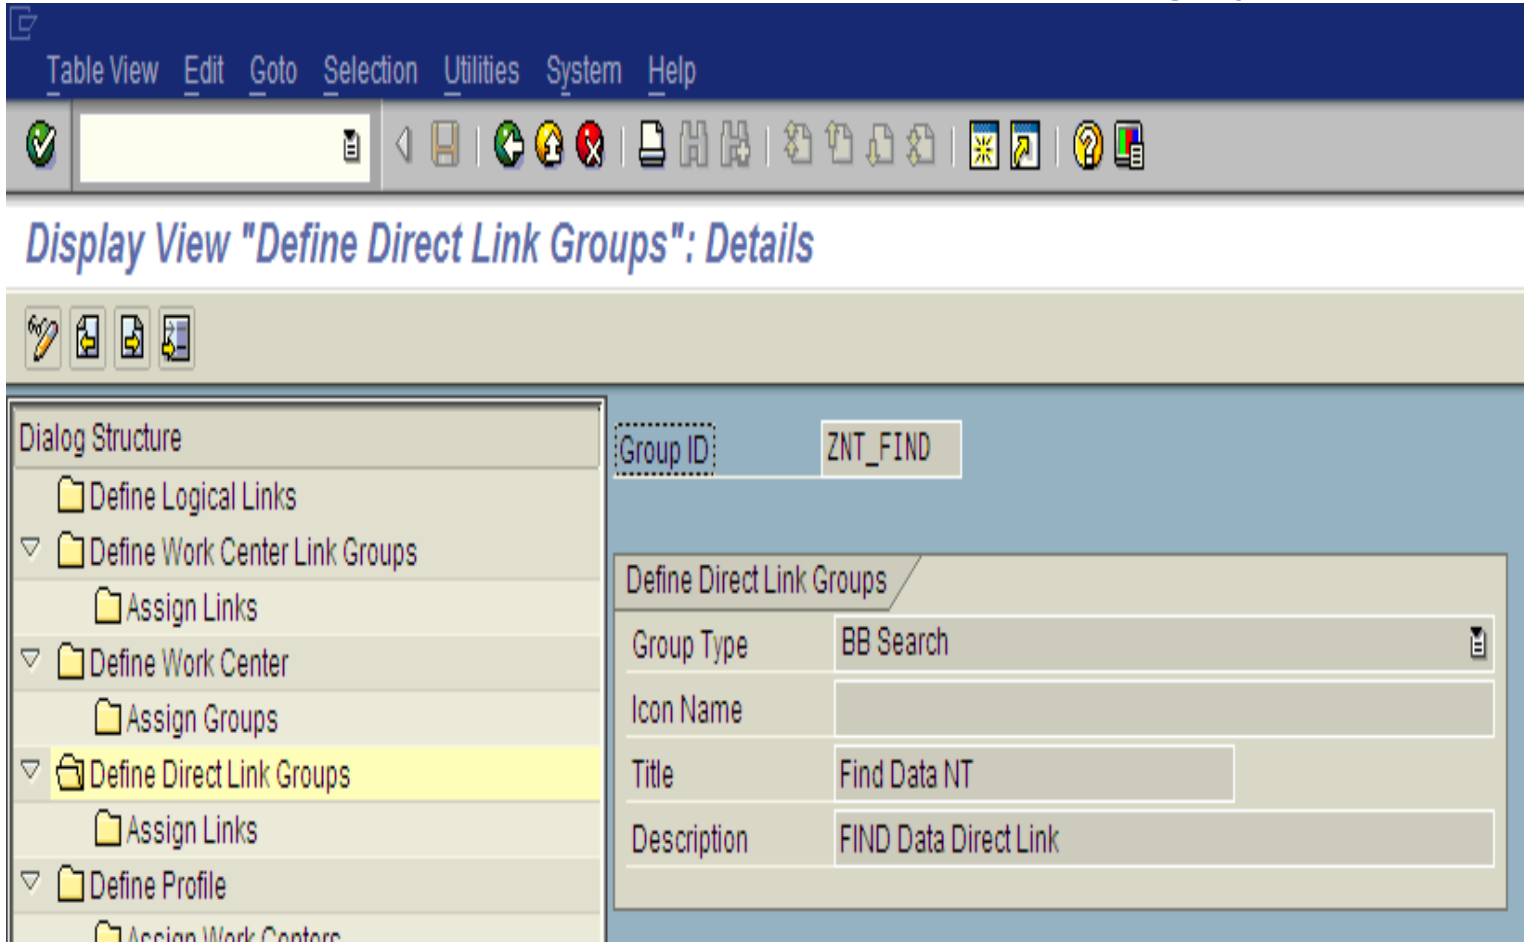 Table View Edit Goto Selection Utilities System Help
Display View "Define Direct Link Groups": Details
Dialog Structure
Define Logical Links
Define Work Center Link Groups
Assign Links
Define Work Center
Assign Groups
Define Direct Link Groups
Assign Links
Define Profile
Assign Work Centers
Group ID ZNT_FIND
Define Direct Link Groups
Group Type BB Search
Icon Name
Title Find Data NT
Description FIND Data Direct Link